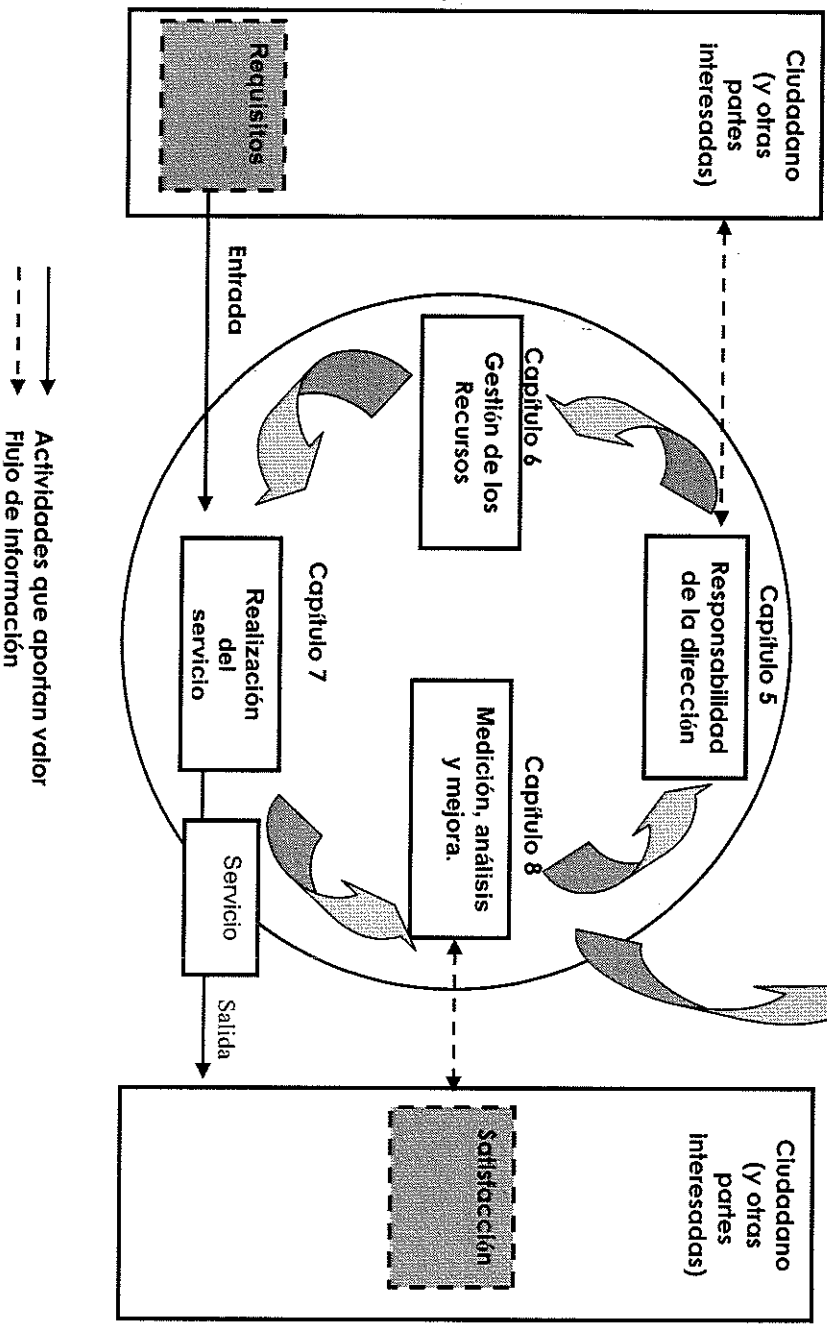 Ciudadano
(y otras
partes
interesadas)
Requisitos
Entrada
Capítulo 5
Responsabilidad
de la dirección
Capítulo 6
Gestión de los
Recursos
Capítulo 8
Medición, análisis
y mejora.
Capítulo 7
Realización
del
servicio
Servicio
Salida
Ciudadano
(y otras
partes
interesadas)
Satisfacción
Actividades que aportan valor
Flujo de información